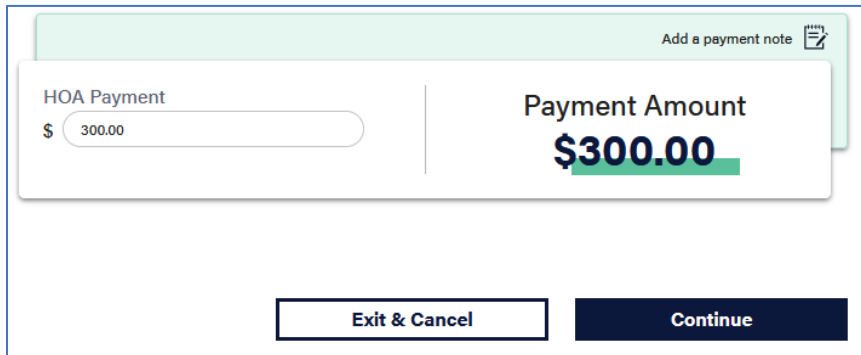 Add a payment note
HOA Payment
$ 300.00
Payment Amount
$300.00
Exit & Cancel
Continue